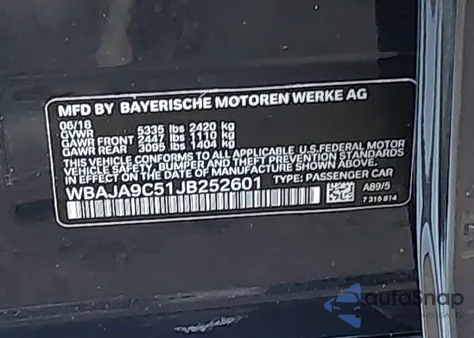 MFD BY BAYERISCHE MOTOREN WERKE AG
06/18
GVWR 5335 lbs 2420 kg
GAWR FRONT 2447 lbs 1110 kg
GAWR REAR 3095 lbs 1404 kg
THIS VEHICLE CONFORMS TO ALL APPLICABLE U.S. FEDERAL MOTOR
VEHICLE SAFETY, BUMPER AND THEFT PREVENTION STANDARDS
IN EFFECT ON THE DATE OF MANUFACTURE SHOWN ABOVE.
WBAJA9C51JB252601 TYPE: PASSENGER CAR
A89/5
7 319 814
autoSnap